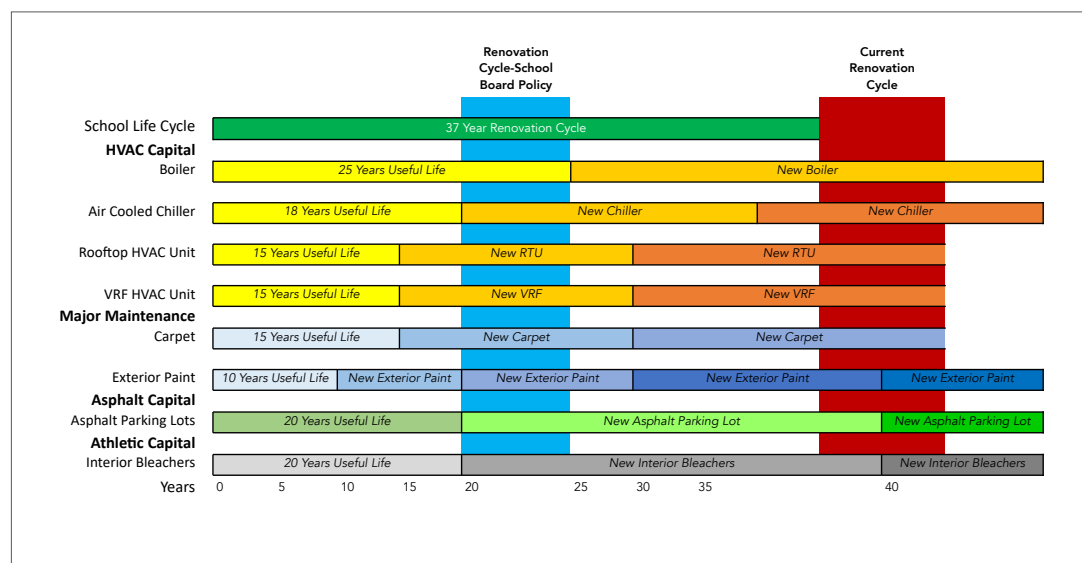 Renovation
Cycle-School
Board Policy
Current
Renovation
Cycle
School Life Cycle
37 Year Renovation Cycle
HVAC Capital
Boiler
25 Years Useful Life
New Boiler
Air Cooled Chiller
18 Years Useful Life
New Chiller
New Chiller
Rooftop HVAC Unit
15 Years Useful Life
New RTU
New RTU
VRF HVAC Unit
15 Years Useful Life
New VRF
New VRF
Major Maintenance
Carpet
15 Years Useful Life
New Carpet
New Carpet
Exterior Paint
10 Years Useful Life
New Exterior Paint
New Exterior Paint
New Exterior Paint
New Exterior Paint
Asphalt Capital
Asphalt Parking Lots
20 Years Useful Life
New Asphalt Parking Lot
New Asphalt Parking Lot
Athletic Capital
Interior Bleachers
20 Years Useful Life
New Interior Bleachers
New Interior Bleachers
Years
0
5
10
15
20
25
30
35
40